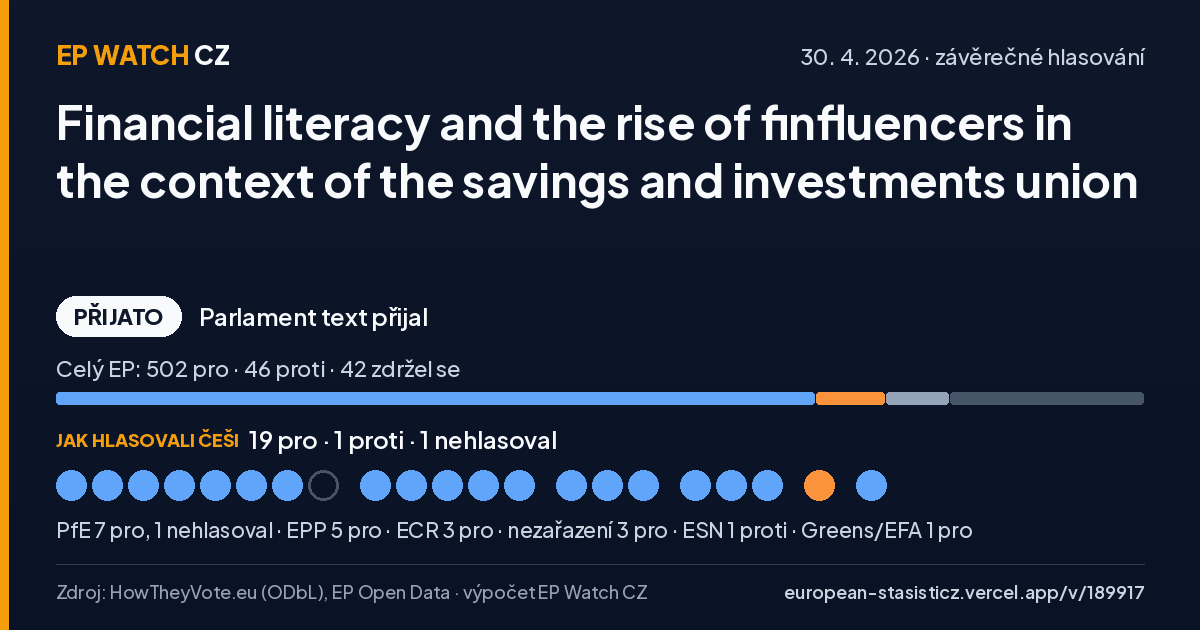 EP WATCH CZ
30. 4. 2026 · závěrečné hlasování
Financial literacy and the rise of finfluencers in
the context of the savings and investments union
PŘIJATO Parlament text přijal
Celý EP: 502 pro · 46 proti · 42 zdržel se
JAK HLASOVALI ČEŠI 19 pro · 1 proti · 1 nehlasoval
PfE 7 pro, 1 nehlasoval · EPP 5 pro · ECR 3 pro · nezařazení 3 pro · ESN 1 proti · Greens/EFA 1 pro
Zdroj: HowTheyVote.eu (ODbL), EP Open Data · výpočet EP Watch CZ
european-stasisticz.vercel.app/v/189917